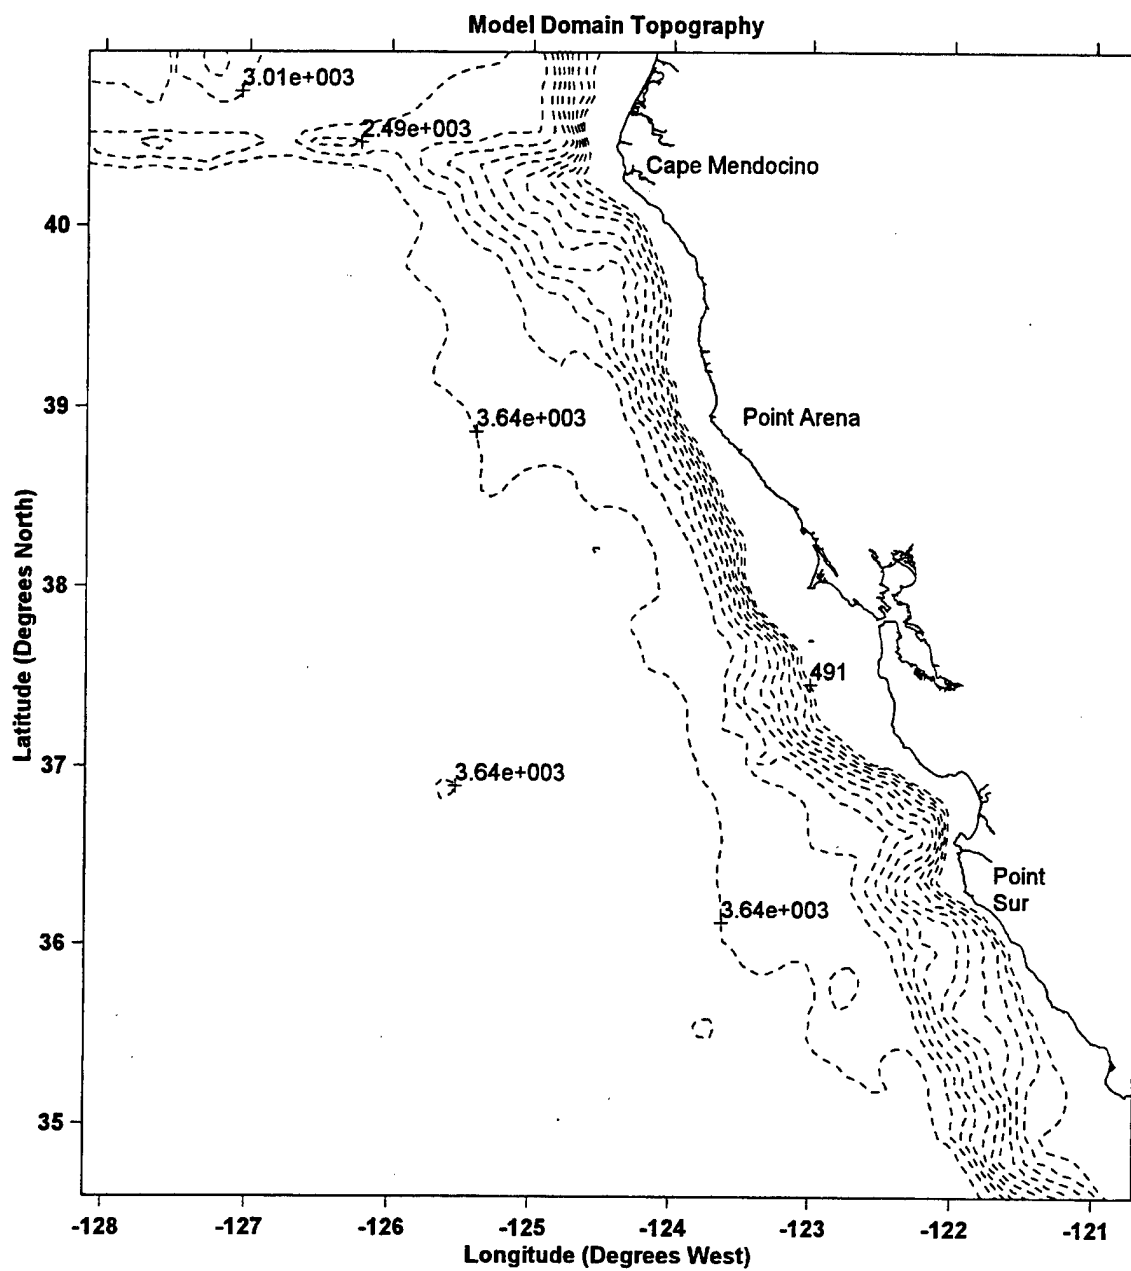 Model Domain Topography
3.01e+003
2.49e+003
Cape Mendocino
40
39
3.64e+003
Point Arena
38
491
37
3.64e+003
Point
Sur
3.64e+003
36
35
Latitude (Degrees North)
-128
-127
-126
-125
-124
-123
-122
-121
Longitude (Degrees West)